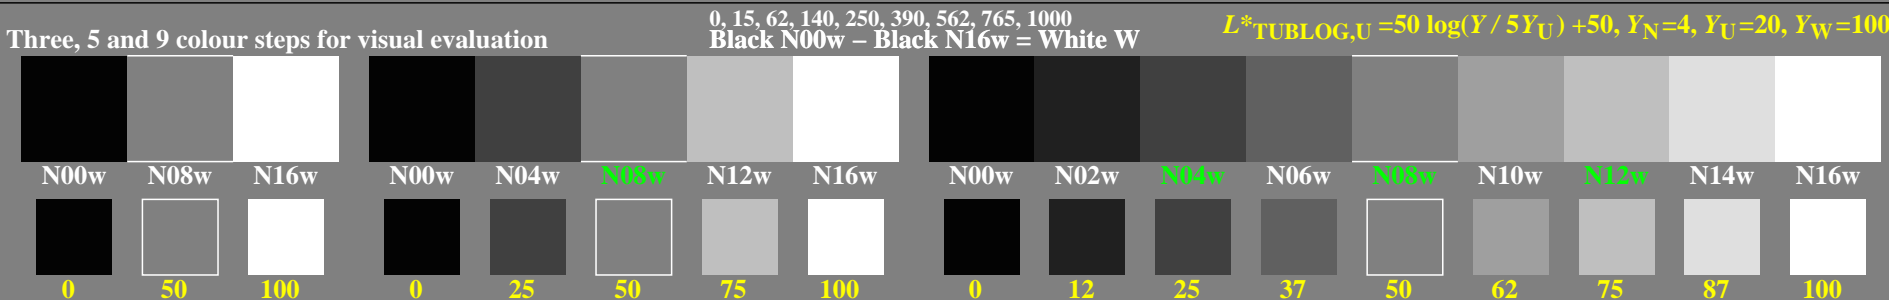 Three, 5 and 9 colour steps for visual evaluation
0, 15, 62, 140, 250, 390, 562, 765, 1000
Black N00w – Black N16w = White W
L*TUBLOG,U =50 log(Y / 5YU) +50, YN=4, YU=20, YW=100
N00w N08w N16w N00w N04w N08w N12w N16w N00w N02w N04w N06w N08w N10w N12w N14w N16w
0 50 100 0 25 50 75 100 0 12 25 37 50 62 75 87 100